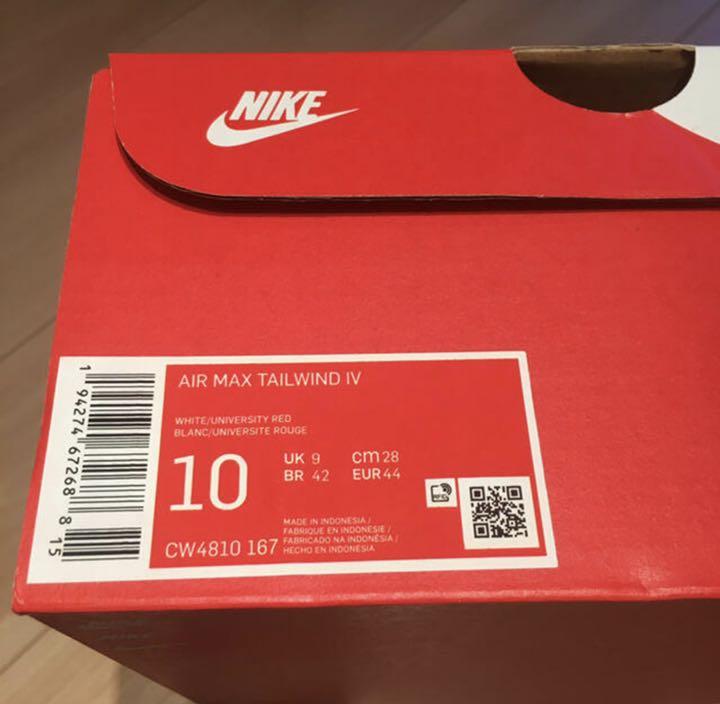 NIKE
AIR MAX TAILWIND IV
WHITE/UNIVERSITY RED
BLANC/UNIVERSITE ROUGE
10
UK 9 cm 28
BR 42 EUR 44
CW4810 167
MADE IN INDONESIA /
FABRIQUE EN INDONESIE /
FABRICADO NA INDONÉSIA /
HECHO EN INDONESIA
1 94274 67268 8 15